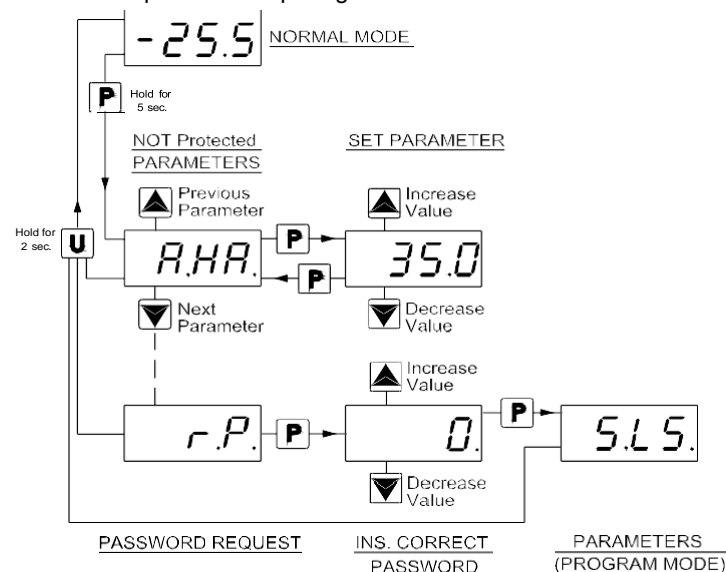 -25.5
NORMAL MODE
P
Hold for
5 sec.
NOT Protected
PARAMETERS
SET PARAMETER
Previous
Parameter
Increase
Value
Hold for
2 sec.
U
A.HA.
P
P
35.0
Next
Parameter
Decrease
Value
Increase
Value
r.P.
P
0.
P
S.L.S.
Decrease
Value
PASSWORD REQUEST
INS. CORRECT
PASSWORD
PARAMETERS
(PROGRAM MODE)